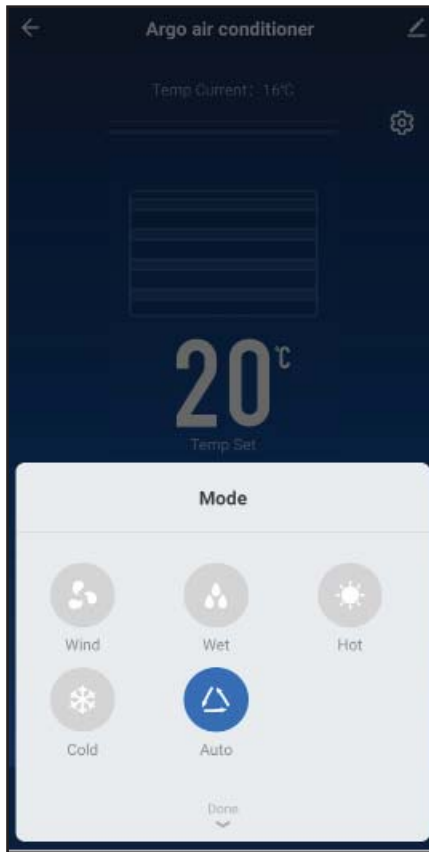 Argo air conditioner
Temp Current: 16°C
20°C
Temp Set
Mode
Wind Wet Hot
Cold Auto
Done